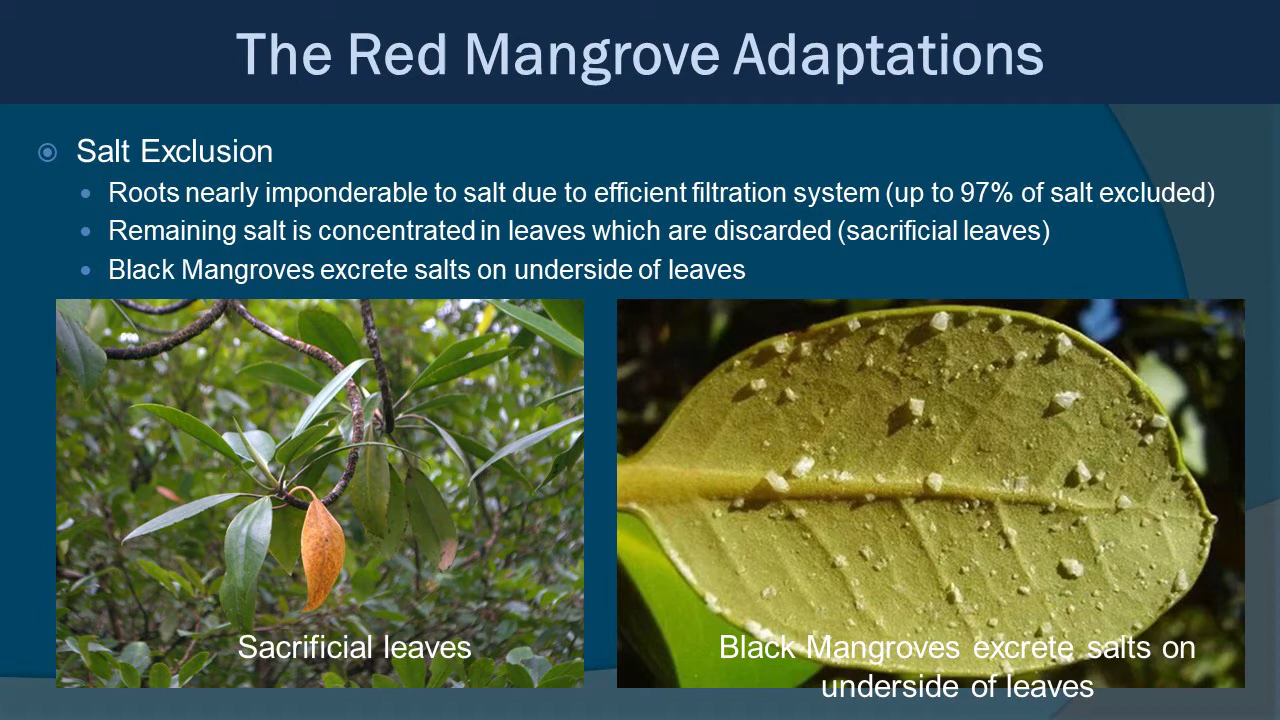 The Red Mangrove Adaptations
Salt Exclusion
Roots nearly imponderable to salt due to efficient filtration system (up to 97% of salt excluded)
Remaining salt is concentrated in leaves which are discarded (sacrificial leaves)
Black Mangroves excrete salts on underside of leaves
Sacrificial leaves
Black Mangroves excrete salts on
underside of leaves